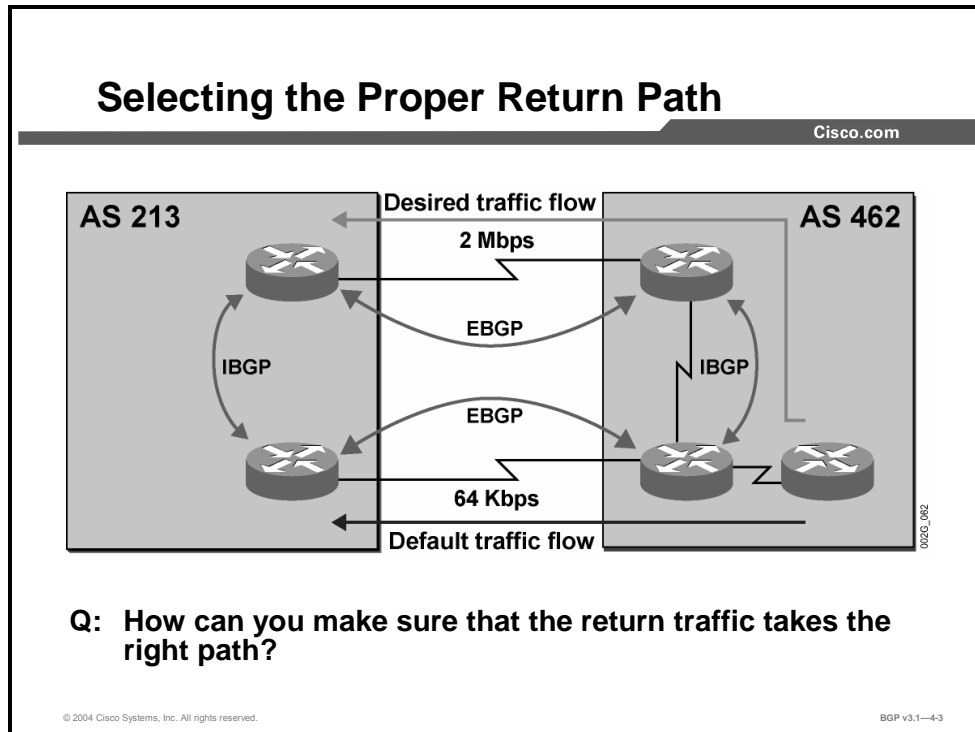 Selecting the Proper Return Path
Cisco.com
AS 213
Desired traffic flow
AS 462
2 Mbps
EBGP
IBGP
IBGP
EBGP
64 Kbps
Default traffic flow
002G_062
Q: How can you make sure that the return traffic takes the
right path?
© 2004 Cisco Systems, Inc. All rights reserved.
BGP v3.1—4-3